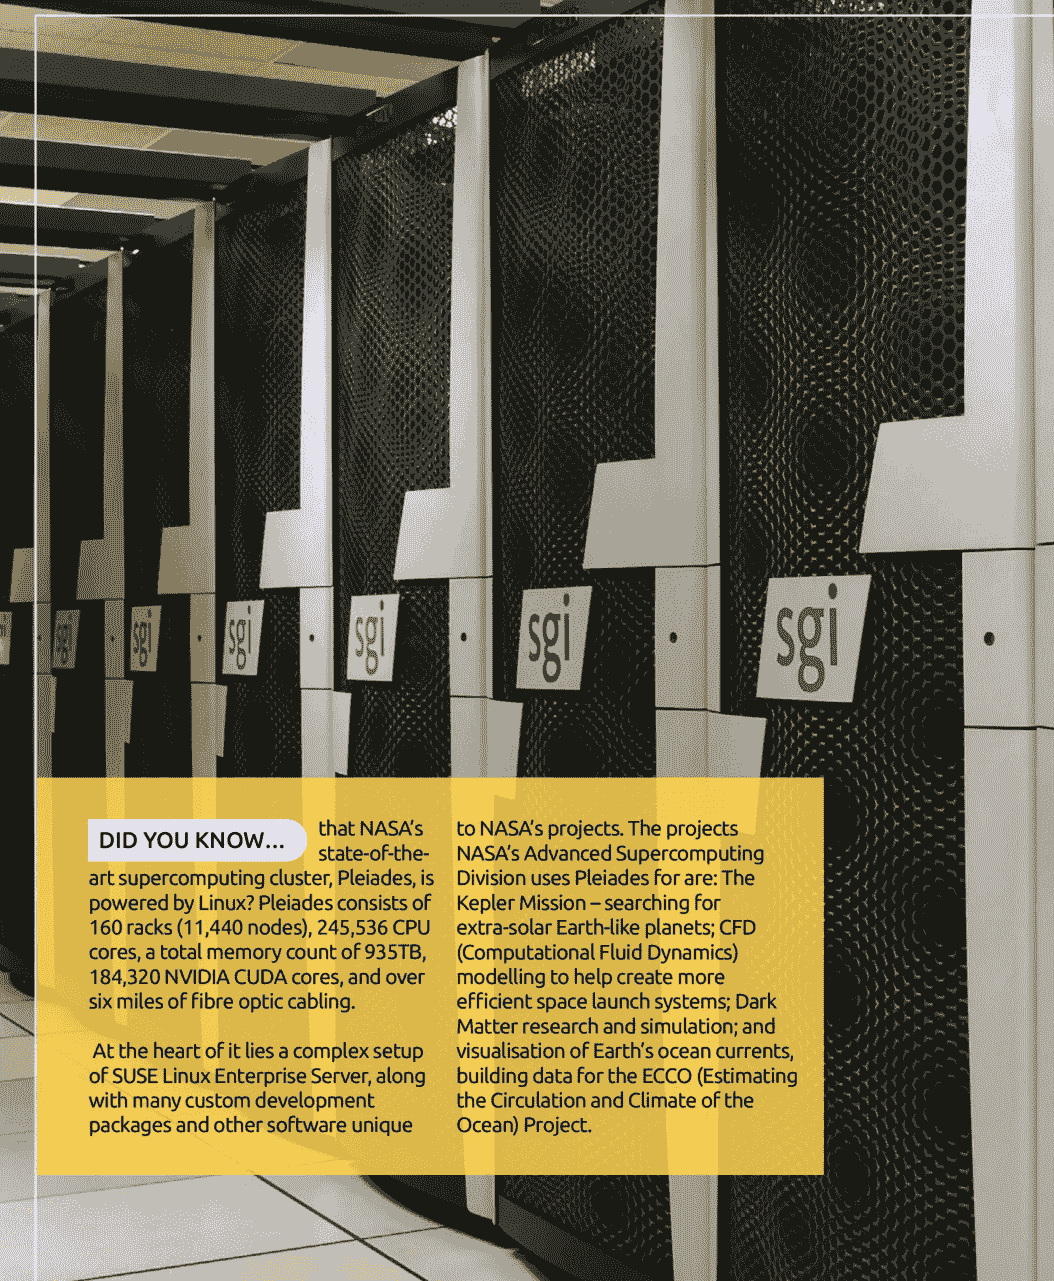 sgi
sgi
sgi
sgi
sgi
sgi
DID YOU KNOW...
that NASA's
state-of-the-
art supercomputing cluster, Pleiades, is
powered by Linux? Pleiades consists of
160 racks (11,440 nodes), 245,536 CPU
cores, a total memory count of 935TB,
184,320 NVIDIA CUDA cores, and over
six miles of fibre optic cabling.
At the heart of it lies a complex setup
of SUSE Linux Enterprise Server, along
with many custom development
packages and other software unique
to NASA's projects. The projects
NASA's Advanced Supercomputing
Division uses Pleiades for are: The
Kepler Mission – searching for
extra-solar Earth-like planets; CFD
(Computational Fluid Dynamics)
modelling to help create more
efficient space launch systems; Dark
Matter research and simulation; and
visualisation of Earth's ocean currents,
building data for the ECCO (Estimating
the Circulation and Climate of the
Ocean) Project.